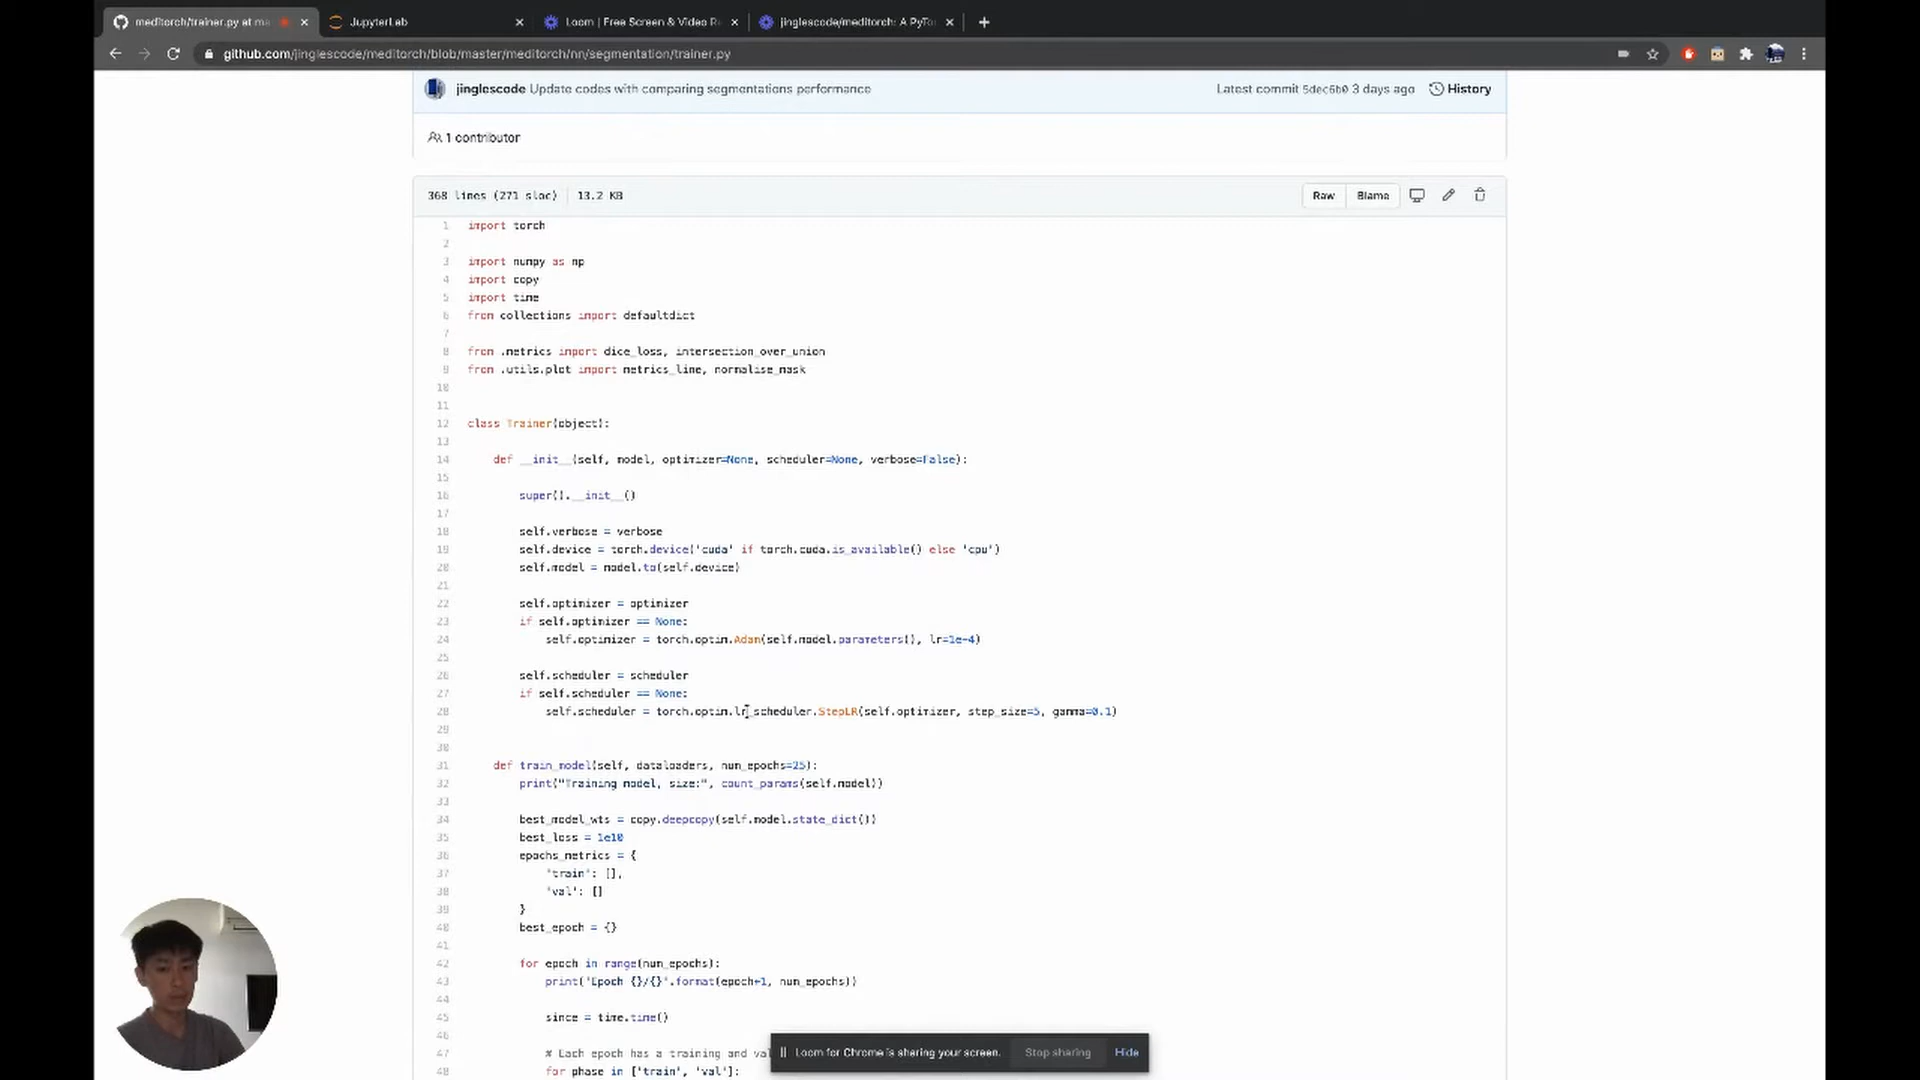 meditorch/trainer.py at ma
JupyterLab
Loom | Free Screen & Video R
jinglescode/meditorch: A PyTo
github.com/jinglescode/meditorch/blob/master/meditorch/nn/segmentation/trainer.py
jinglescode Update codes with comparing segmentations performance
Latest commit 5dec6b0 3 days ago
History
1 contributor
368 lines (271 sloc) 13.2 KB
Raw Blame
1 import torch
2
3 import numpy as np
4 import copy
5 import time
6 from collections import defaultdict
7
8 from .metrics import dice_loss, intersection_over_union
9 from .utils.plot import metrics_line, normalise_mask
10
11
12 class Trainer(object):
13
14 def __init__(self, model, optimizer=None, scheduler=None, verbose=False):
15
16 super().__init__()
17
18 self.verbose = verbose
19 self.device = torch.device('cuda' if torch.cuda.is_available() else 'cpu')
20 self.model = model.to(self.device)
21
22 self.optimizer = optimizer
23 if self.optimizer == None:
24 self.optimizer = torch.optim.Adam(self.model.parameters(), lr=1e-4)
25
26 self.scheduler = scheduler
27 if self.scheduler == None:
28 self.scheduler = torch.optim.lr_scheduler.StepLR(self.optimizer, step_size=5, gamma=0.1)
29
30
31 def train_model(self, dataloaders, num_epochs=25):
32 print("Training model, size:", count_params(self.model))
33
34 best_model_wts = copy.deepcopy(self.model.state_dict())
35 best_loss = 1e10
36 epochs_metrics = {
37 'train': [],
38 'val': []
39 }
40 best_epoch = {}
41
42 for epoch in range(num_epochs):
43 print('Epoch {}/{}'.format(epoch+1, num_epochs))
44
45 since = time.time()
46
47 # Each epoch has a training and val
48 for phase in ['train', 'val']:
Loom for Chrome is sharing your screen. Stop sharing Hide